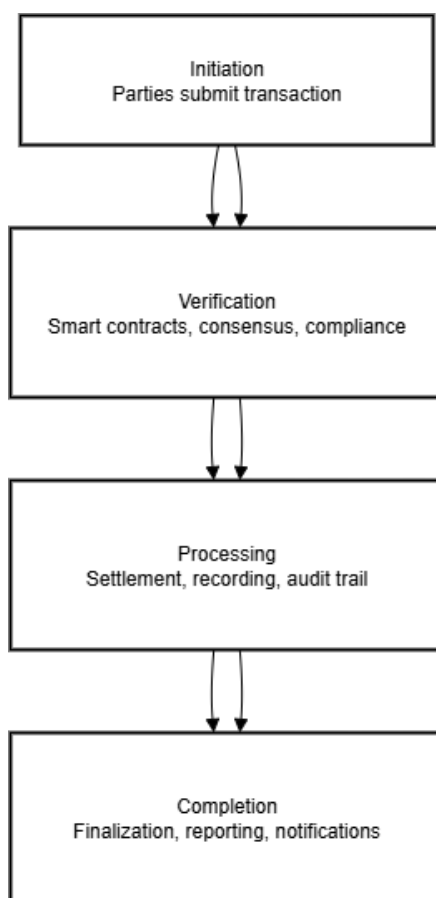 Initiation
Parties submit transaction
Verification
Smart contracts, consensus, compliance
Processing
Settlement, recording, audit trail
Completion
Finalization, reporting, notifications